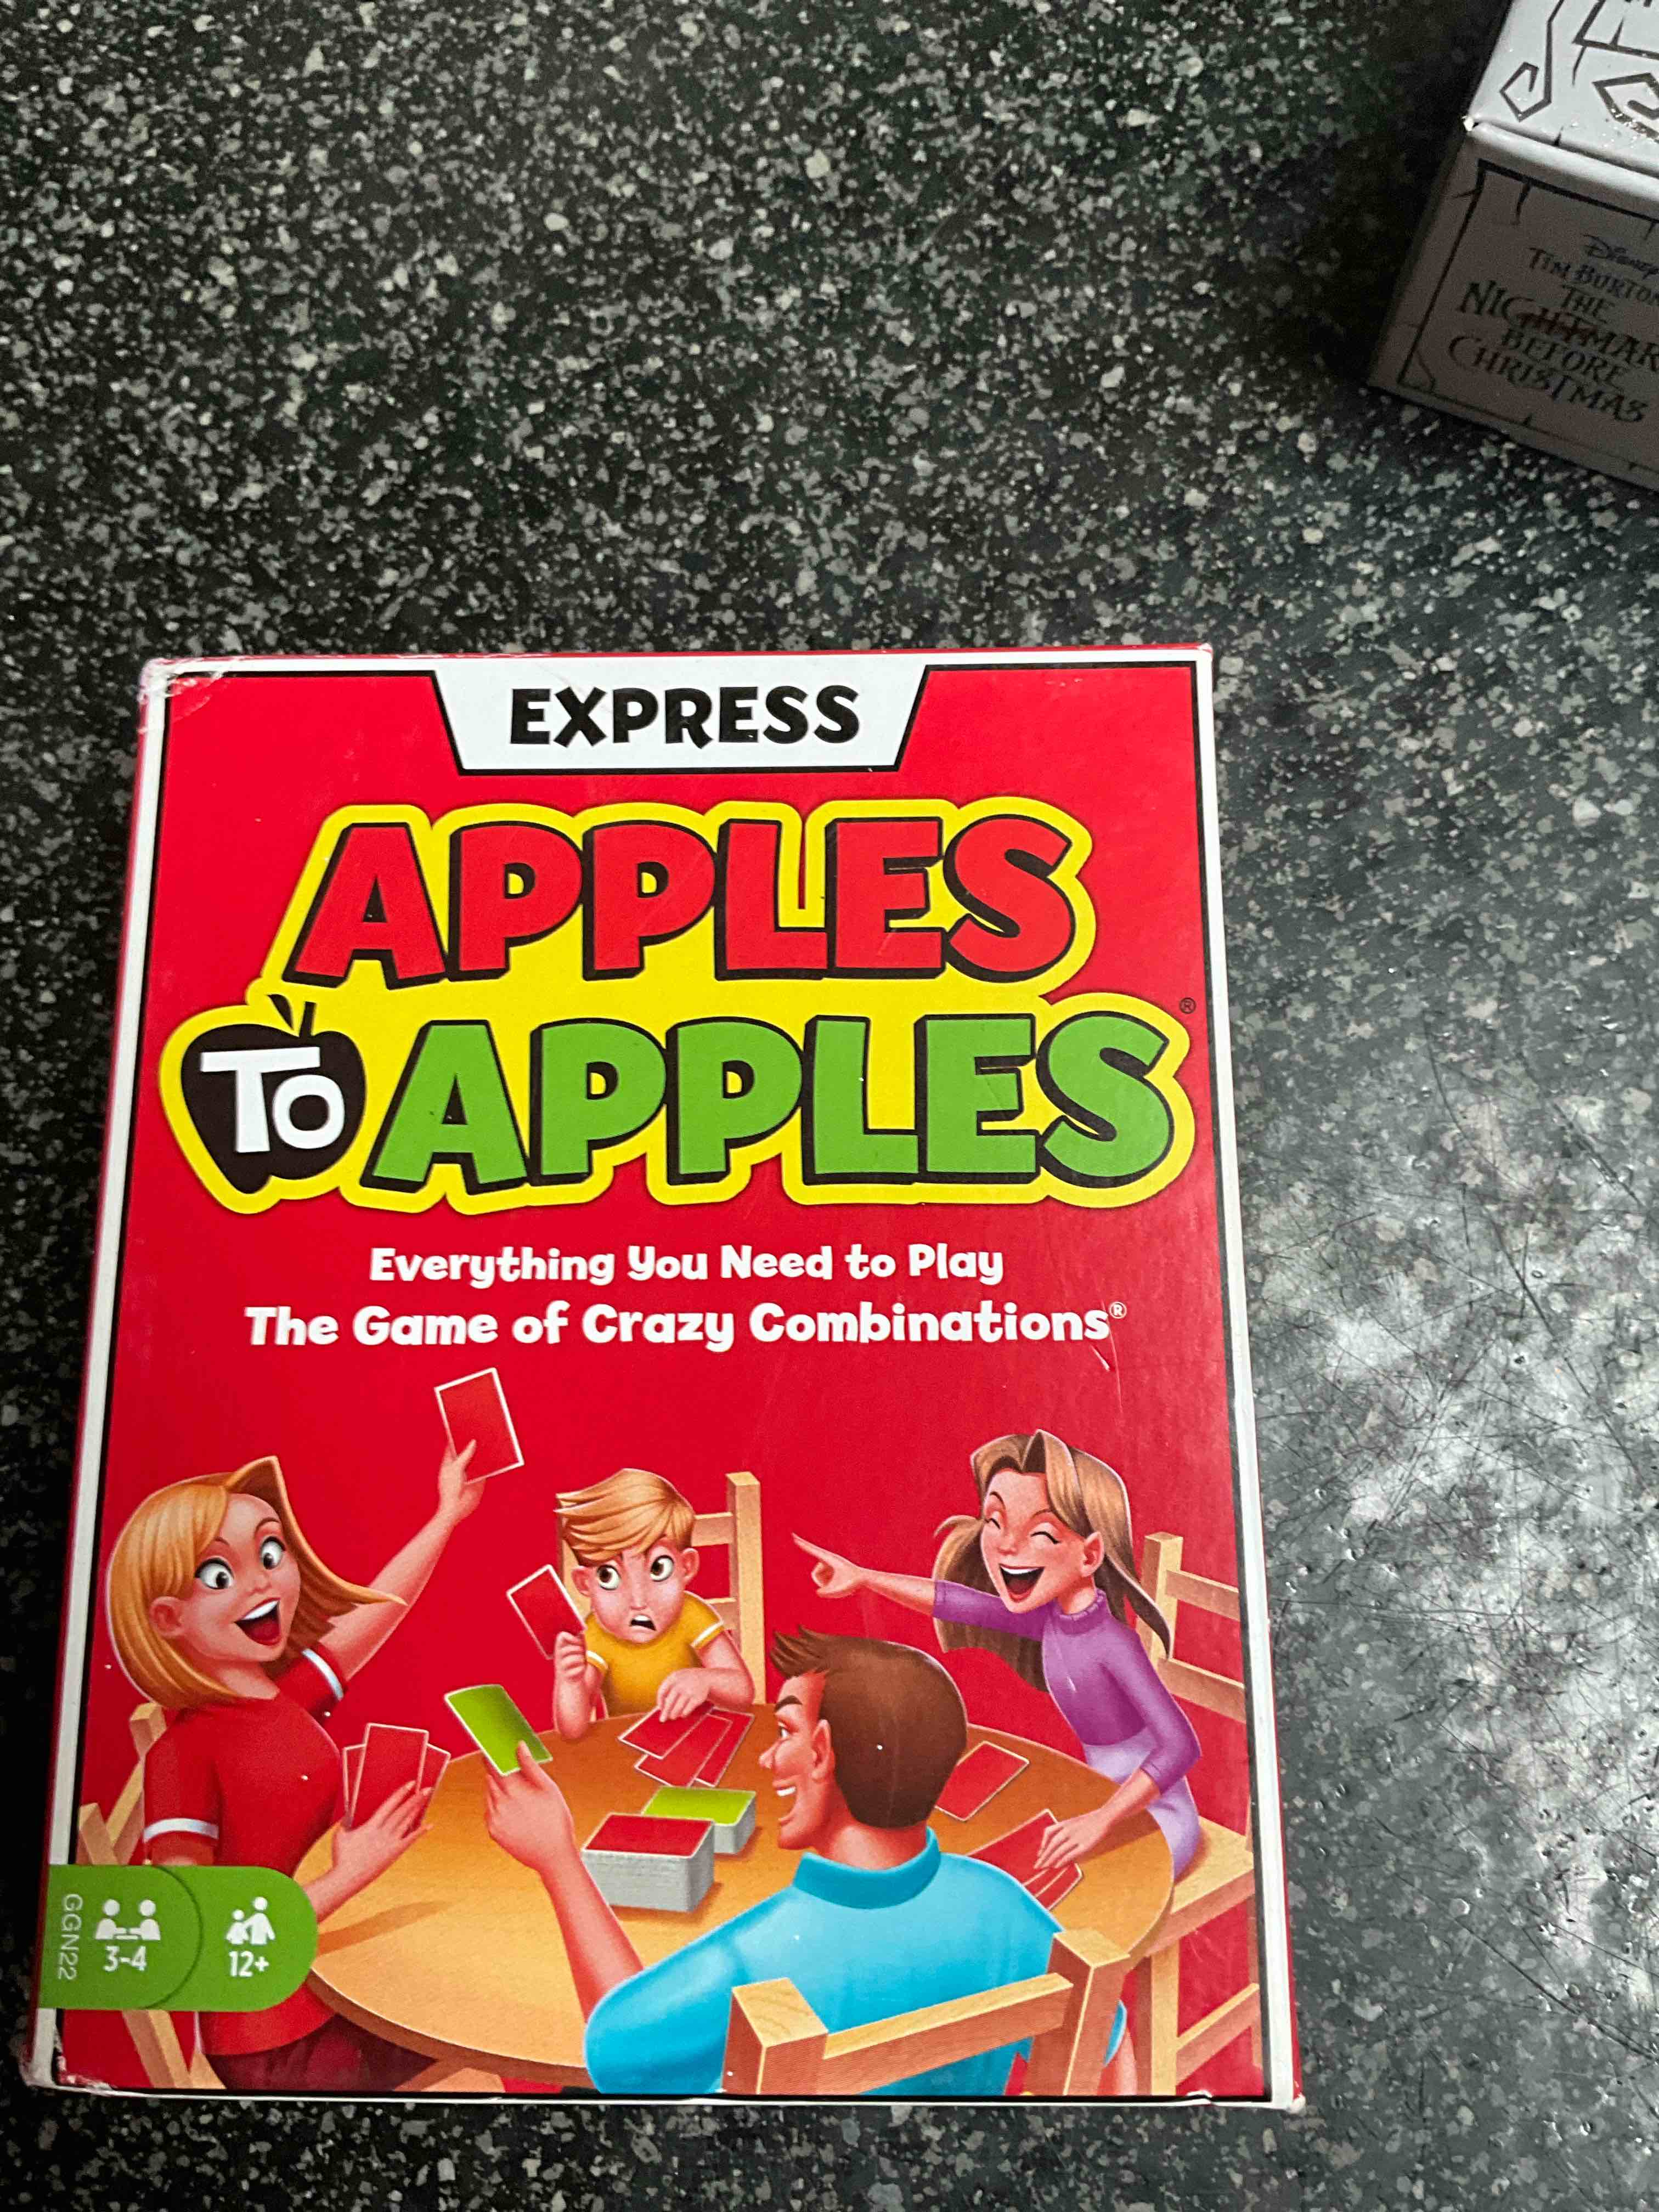 Disney
TIM BURTON
THE
NIGHTMAR
BEFORE
CHRISTMAS
EXPRESS
APPLES
TO APPLES®
Everything You Need to Play
The Game of Crazy Combinations®
GGN22
3-4
12+